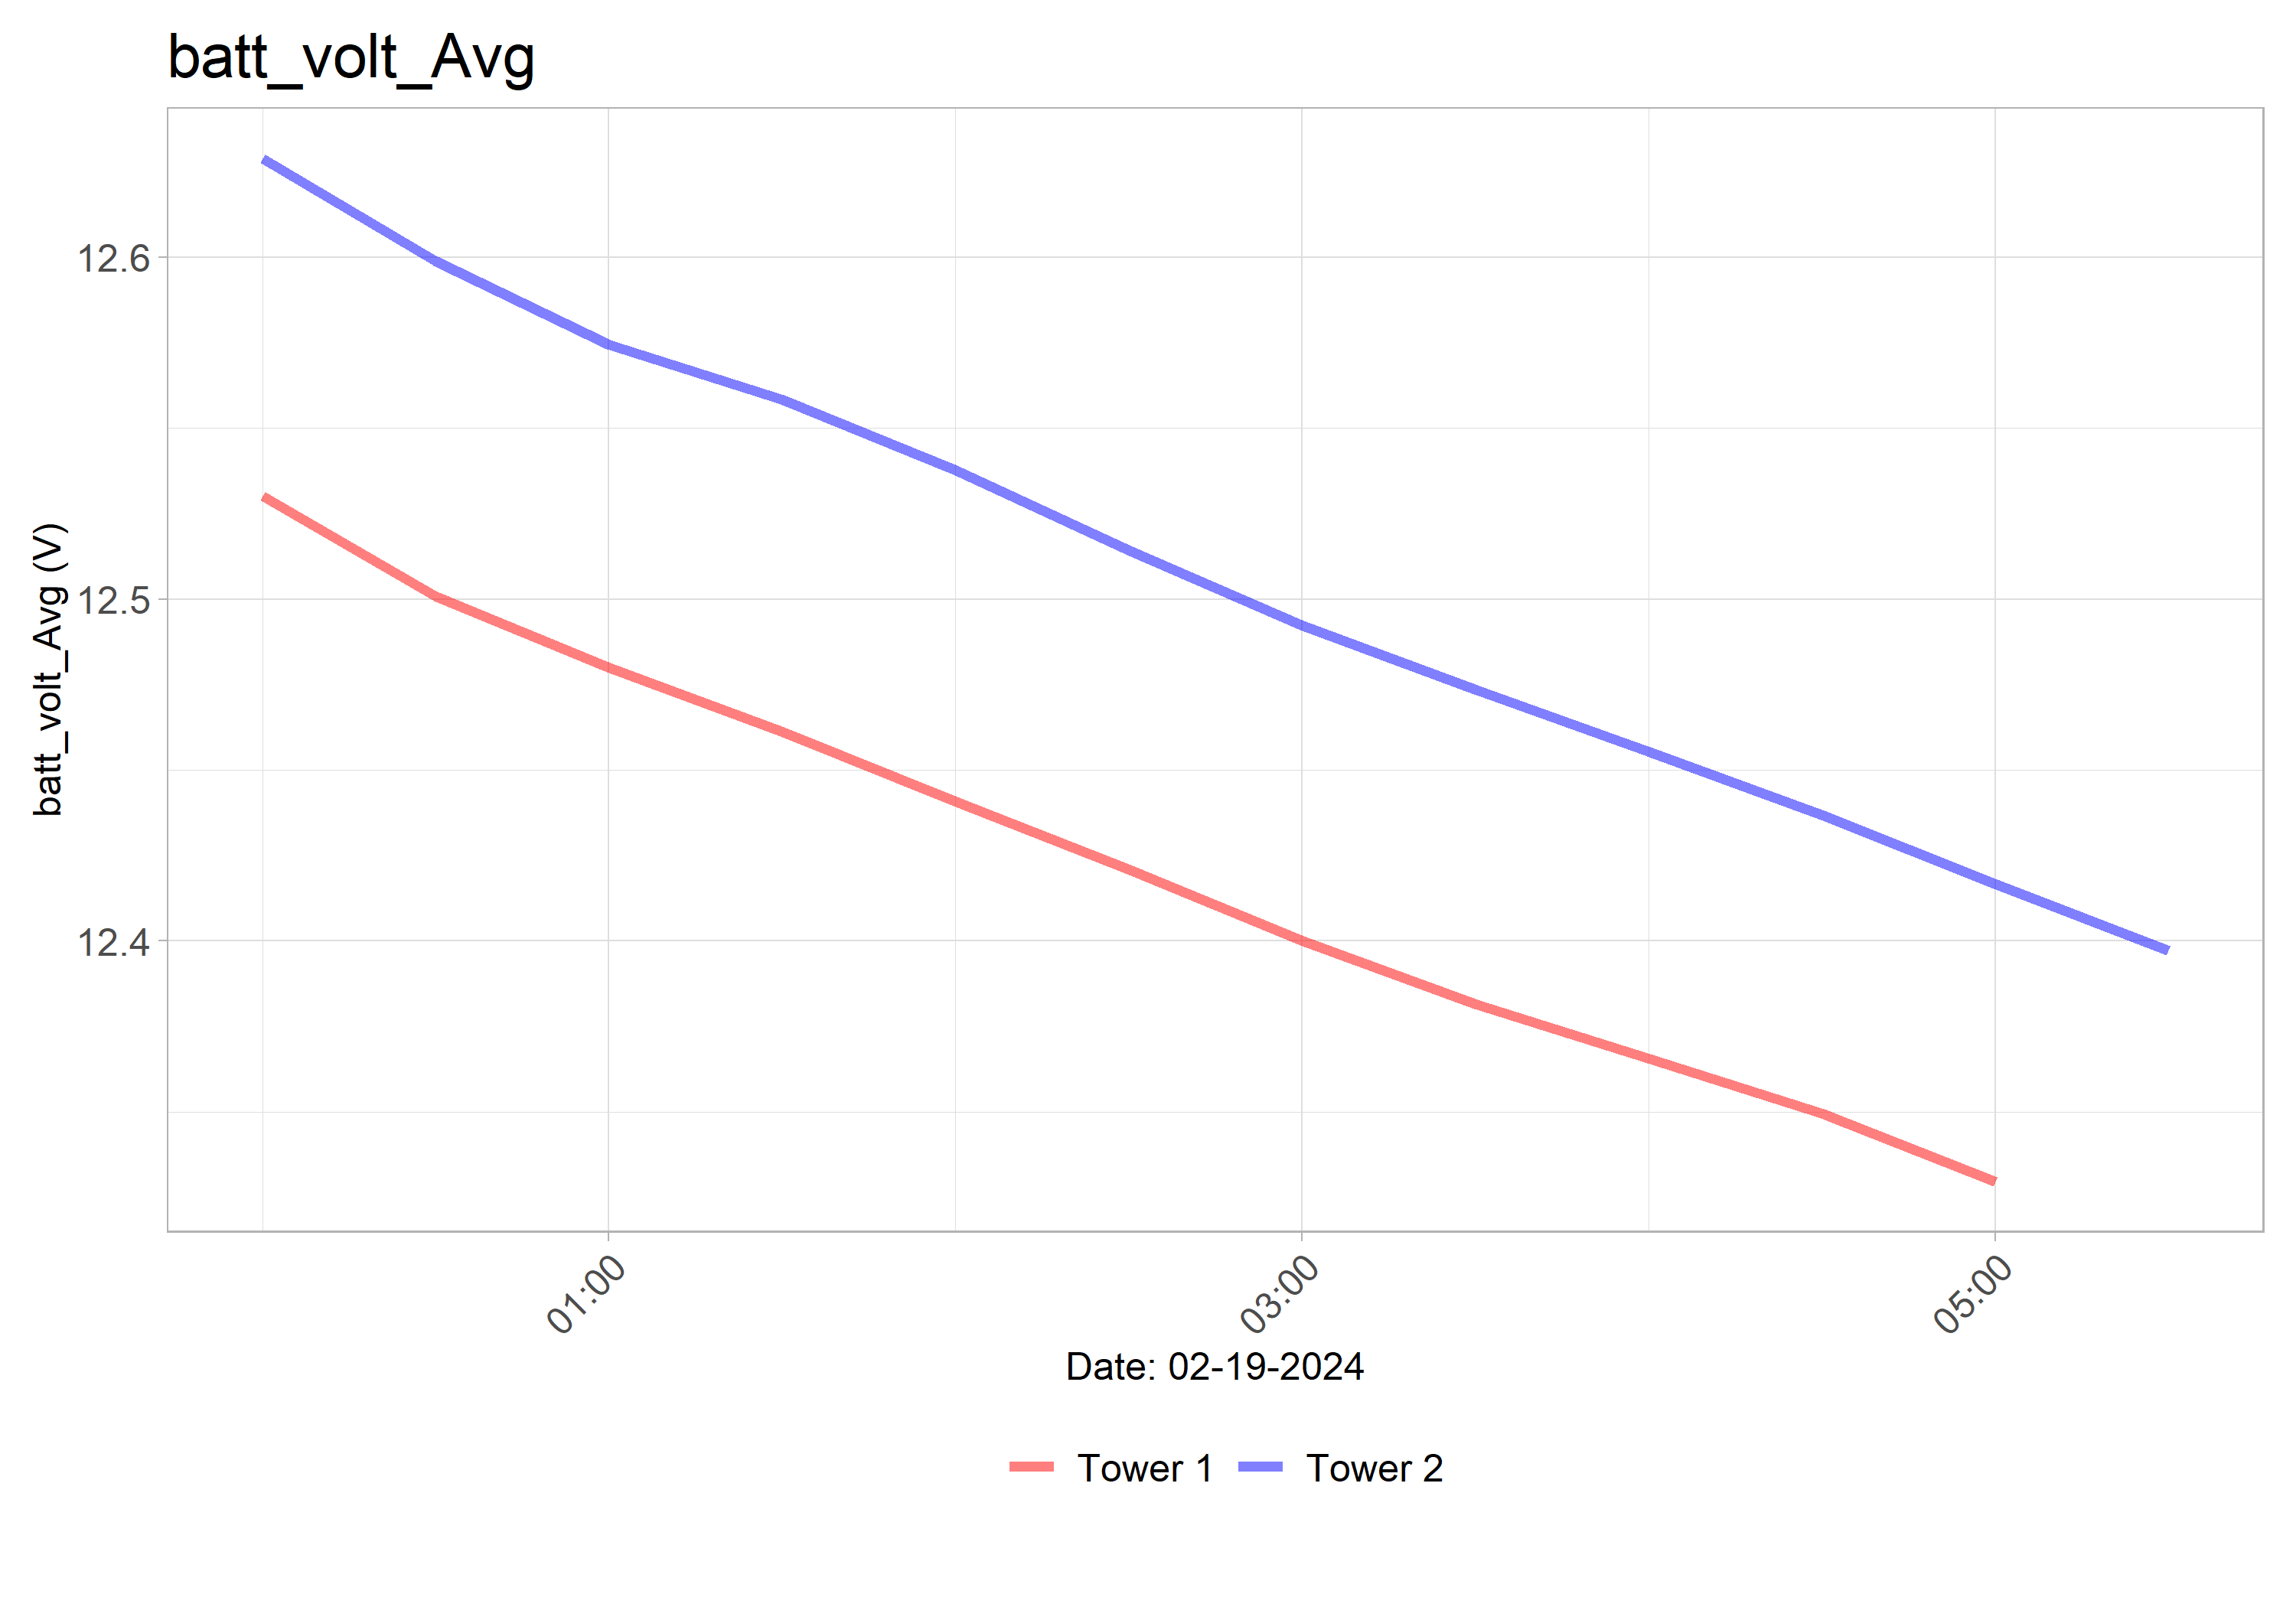 batt_volt_Avg
batt_volt_Avg (V)
12.6
12.5
12.4
01:00
03:00
05:00
Date: 02-19-2024
Tower 1
Tower 2